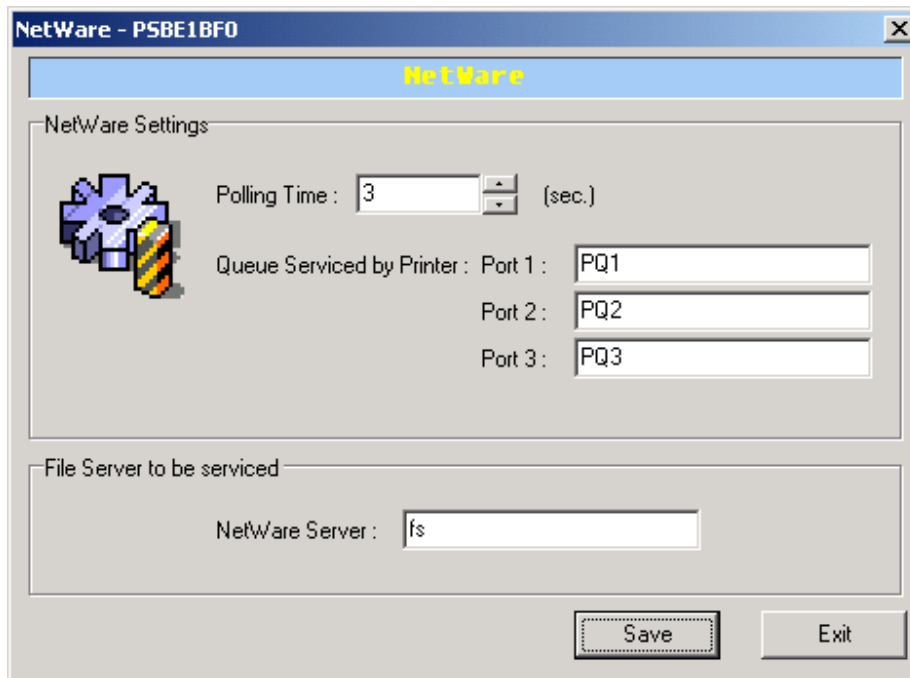 NetWare - PSBE1BF0
NetWare
NetWare Settings
Polling Time : 3 (sec.)
Queue Serviced by Printer : Port 1 : PQ1
Port 2 : PQ2
Port 3 : PQ3
File Server to be serviced
NetWare Server : fs
Save Exit